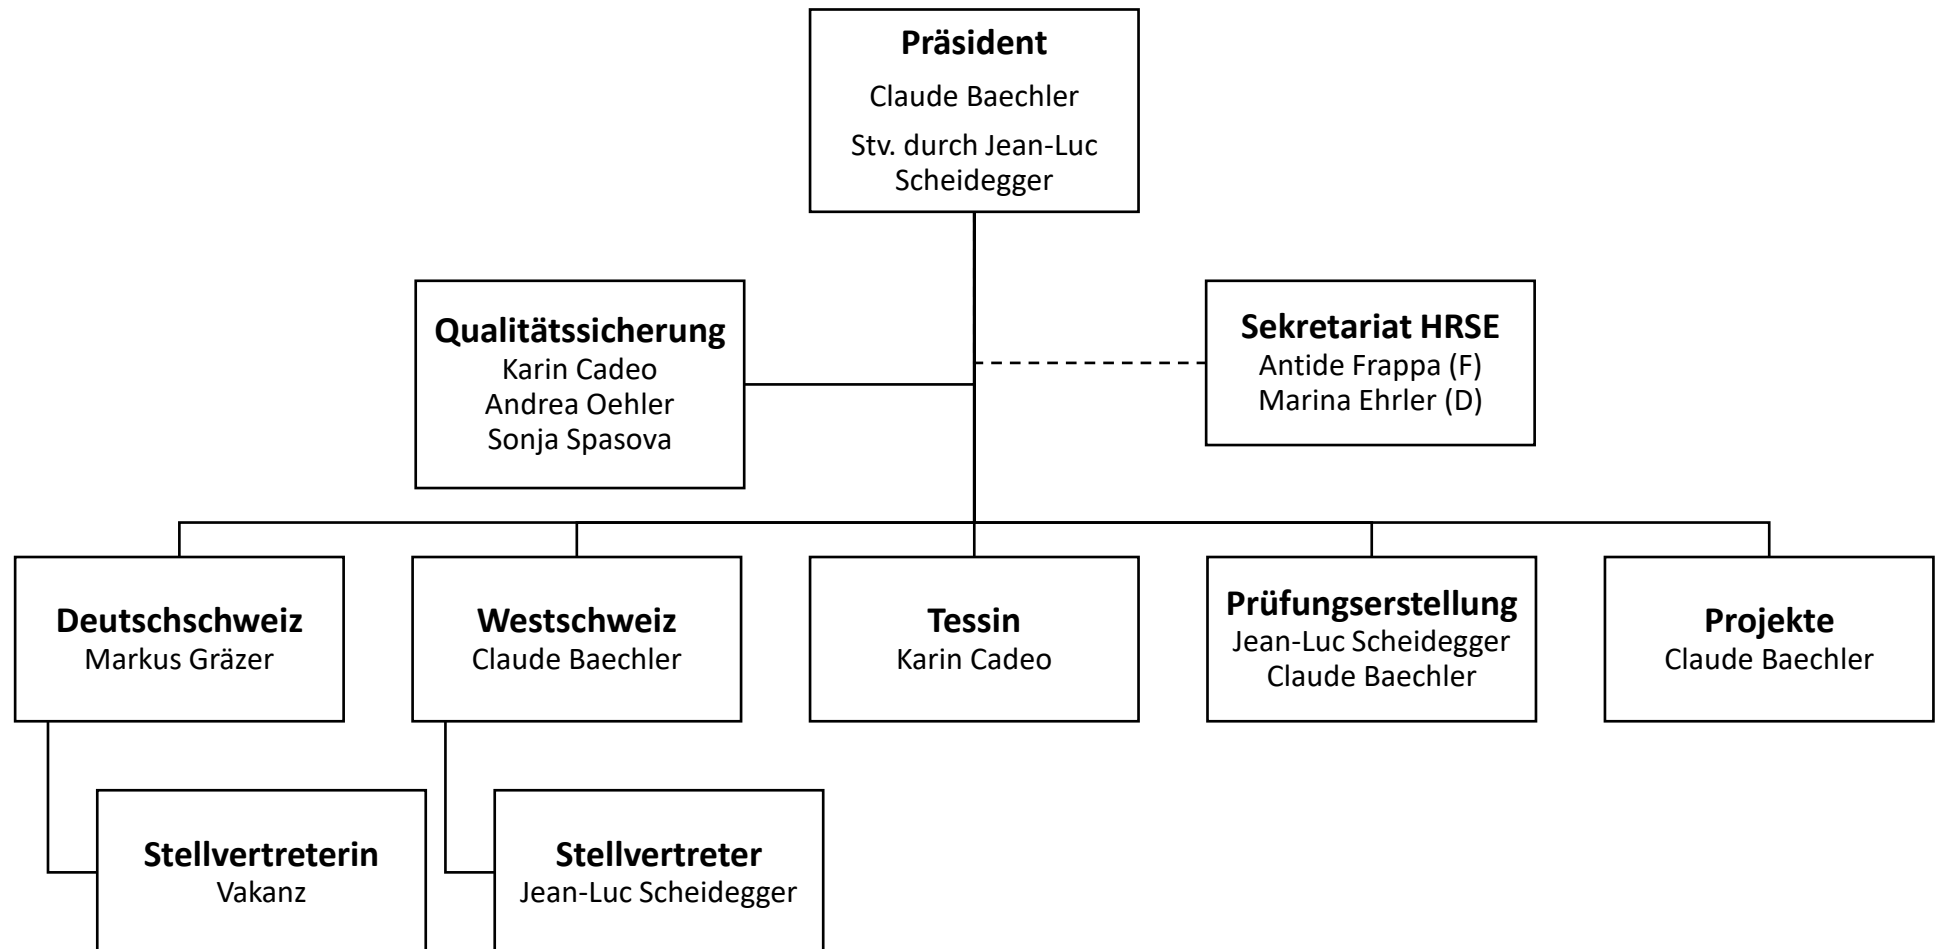 Präsident
Claude Baechler
Stv. durch Jean-Luc
Scheidegger
Qualitätssicherung
Karin Cadeo
Andrea Oehler
Sonja Spasova
Sekretariat HRSE
Antide Frappa (F)
Marina Ehrler (D)
Deutschschweiz
Markus Gräzer
Westschweiz
Claude Baechler
Tessin
Karin Cadeo
Prüfungserstellung
Jean-Luc Scheidegger
Claude Baechler
Projekte
Claude Baechler
Stellvertreterin
Vakanz
Stellvertreter
Jean-Luc Scheidegger